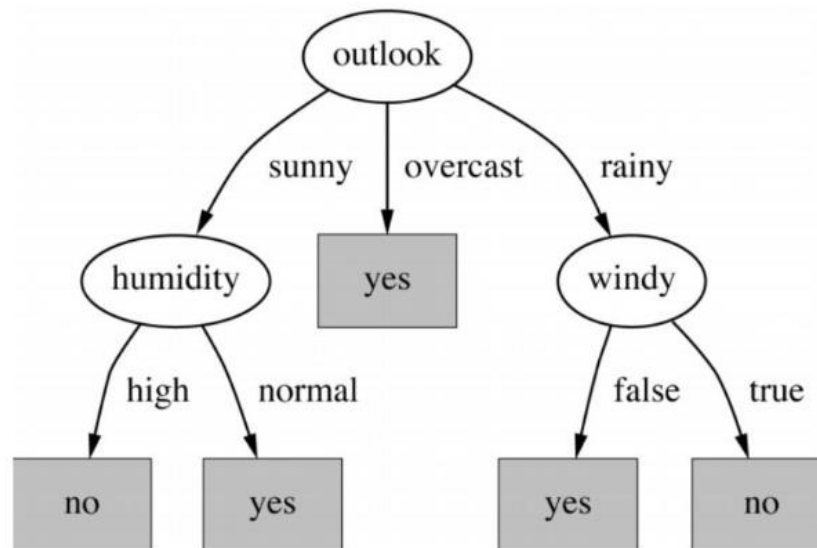 outlook
sunny overcast rainy
humidity yes windy
high normal false true
no yes yes no